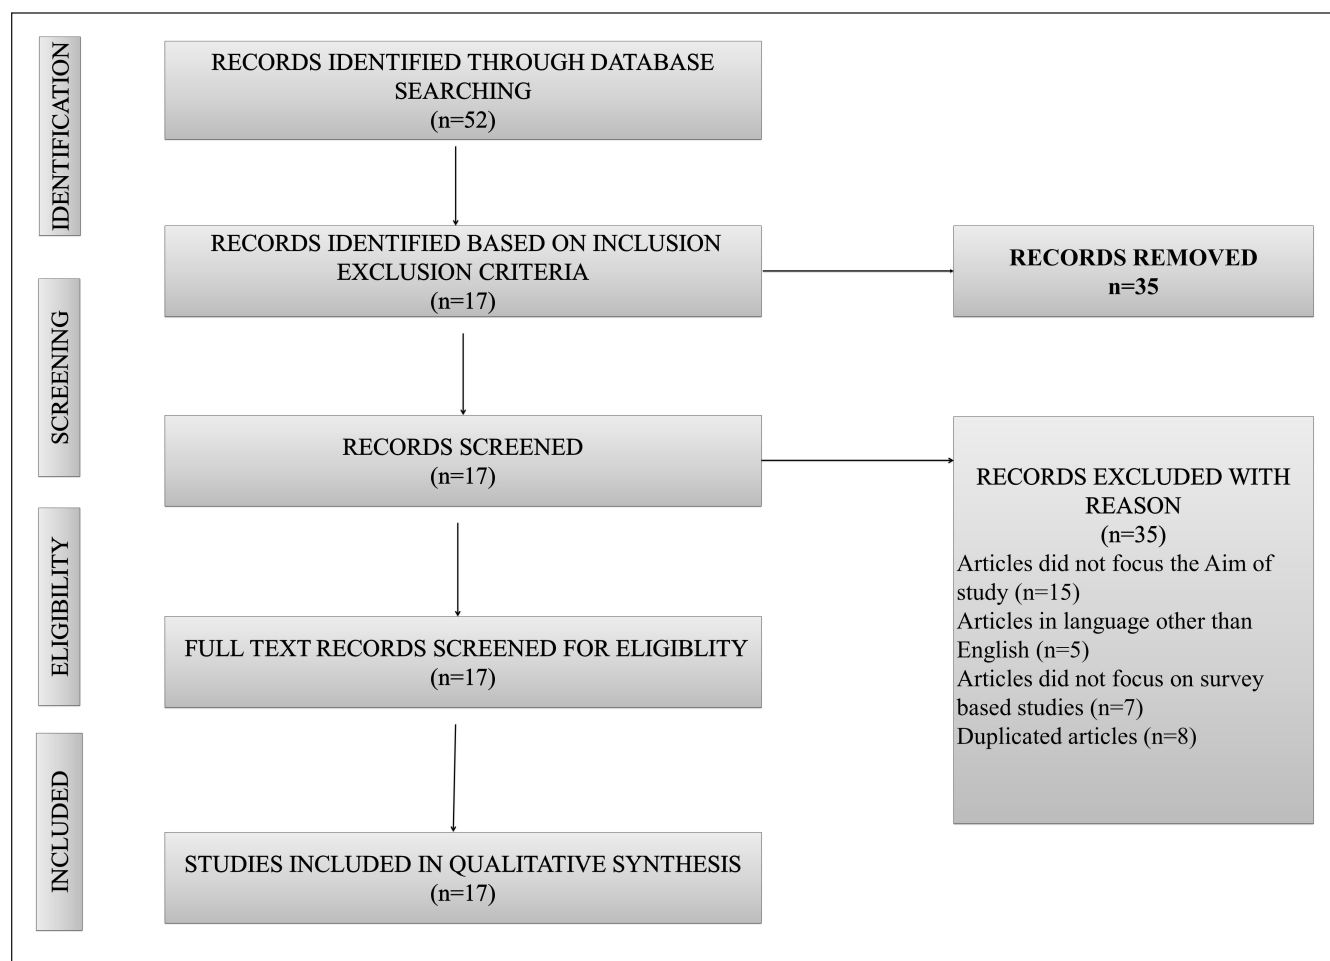 IDENTIFICATION
RECORDS IDENTIFIED THROUGH DATABASE
SEARCHING
(n=52)
RECORDS IDENTIFIED BASED ON INCLUSION
EXCLUSION CRITERIA
(n=17)
RECORDS REMOVED
n=35
SCREENING
RECORDS SCREENED
(n=17)
RECORDS EXCLUDED WITH
REASON
(n=35)
Articles did not focus the Aim of
study (n=15)
Articles in language other than
English (n=5)
Articles did not focus on survey
based studies (n=7)
Duplicated articles (n=8)
ELIGIBILITY
FULL TEXT RECORDS SCREENED FOR ELIGIBLITY
(n=17)
INCLUDED
STUDIES INCLUDED IN QUALITATIVE SYNTHESIS
(n=17)